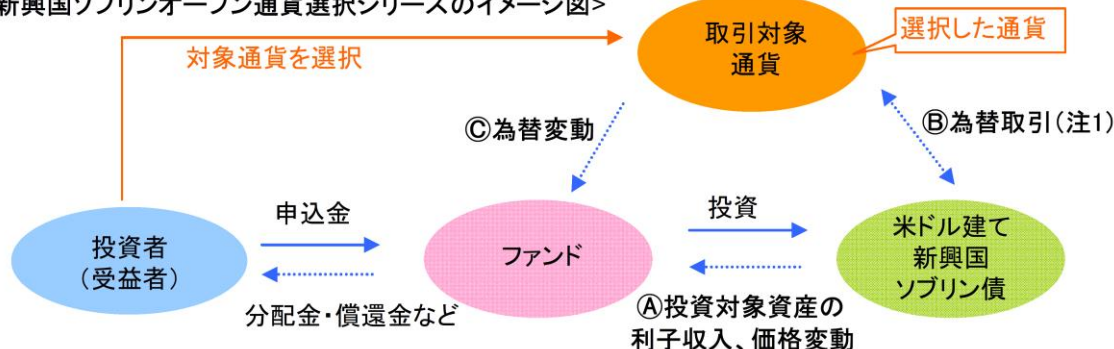 新興国ソブリンオープン通貨選択シリーズのイメージ図>
取引対象
通貨
選択した通貨
対象通貨を選択
Ⓒ為替変動
Ⓑ為替取引(注1)
申込金
投資
投資者
(受益者)
ファンド
米ドル建て
新興国
ソブリン債
分配金・償還金など
Ⓐ投資対象資産の
利子収入、価格変動